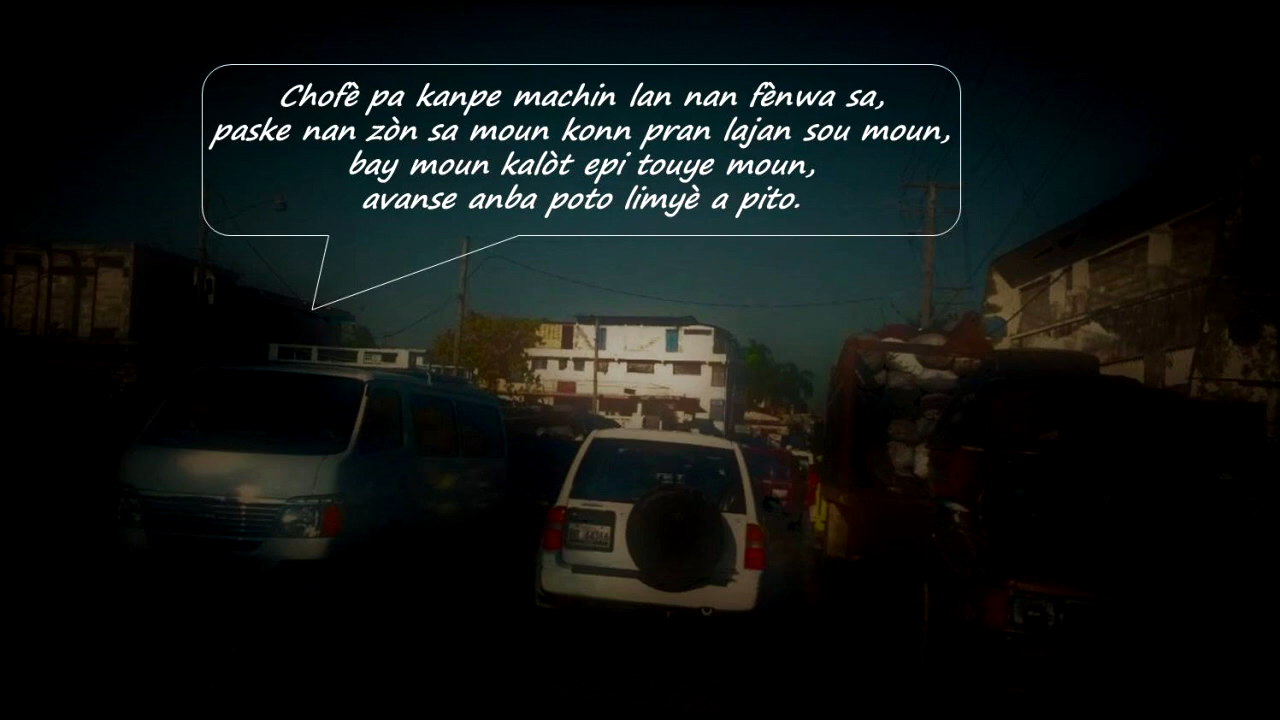 Chofè pa kanpe machin lan nan fènwa sa,
paske nan zòn sa moun konn pran lajan sou moun,
bay moun kalòt epi touye moun,
avanse anba poto limyè a pito.